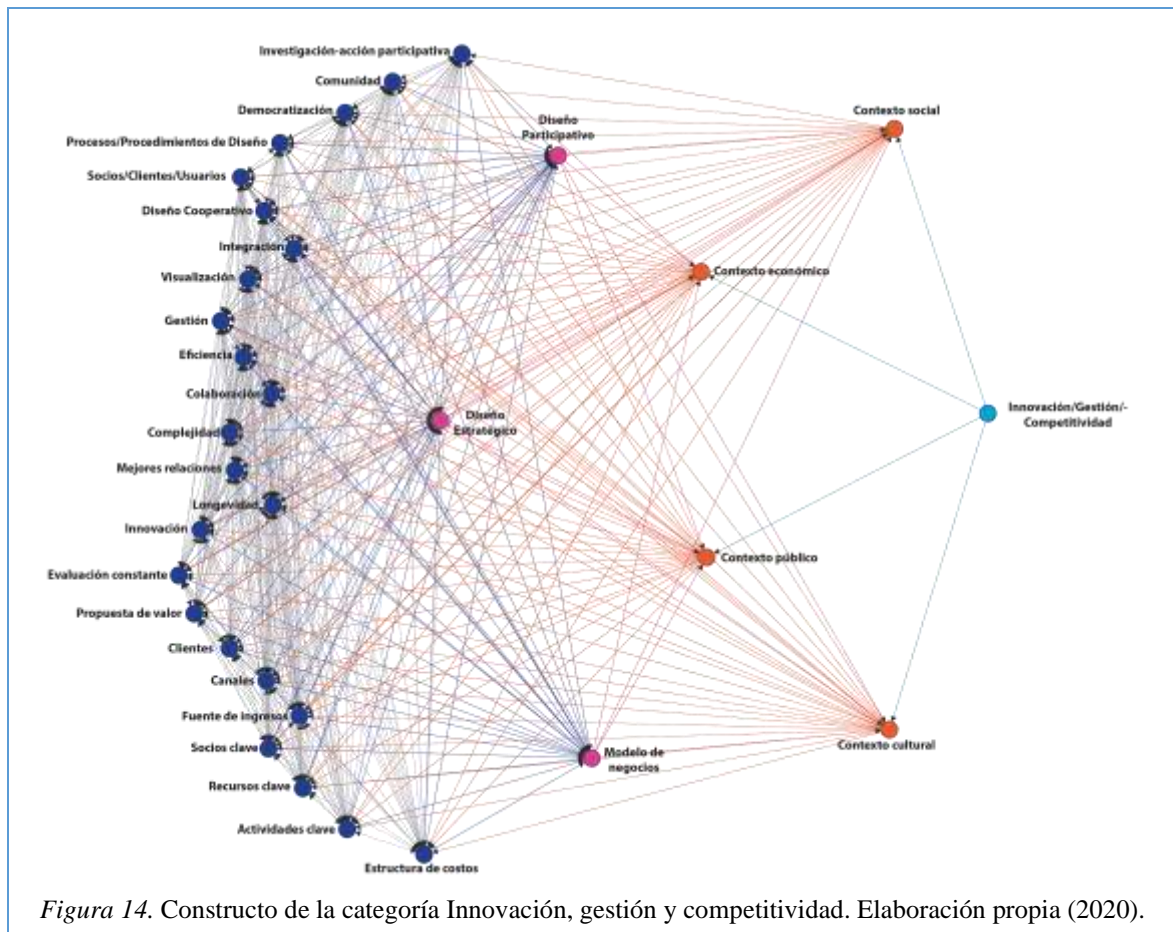 Investigación-acción participativa
Comunidad
Democratización
Procesos/Procedimientos de Diseño
Socios/Clientes/Usuarios
Diseño Cooperativo
Integración
Visualización
Gestión
Eficiencia
Colaboración
Complejidad
Mejores relaciones
Longevidad
Innovación
Evaluación constante
Propuesta de valor
Clientes
Canales
Fuente de ingresos
Socios clave
Recursos clave
Actividades clave
Estructura de costos
Diseño
Participativo
Diseño
Estratégico
Modelo de
negocios
Contexto social
Contexto económico
Contexto público
Contexto cultural
Innovación/Gestión/-
Competitividad
Figura 14. Constructo de la categoría Innovación, gestión y competitividad. Elaboración propia (2020).